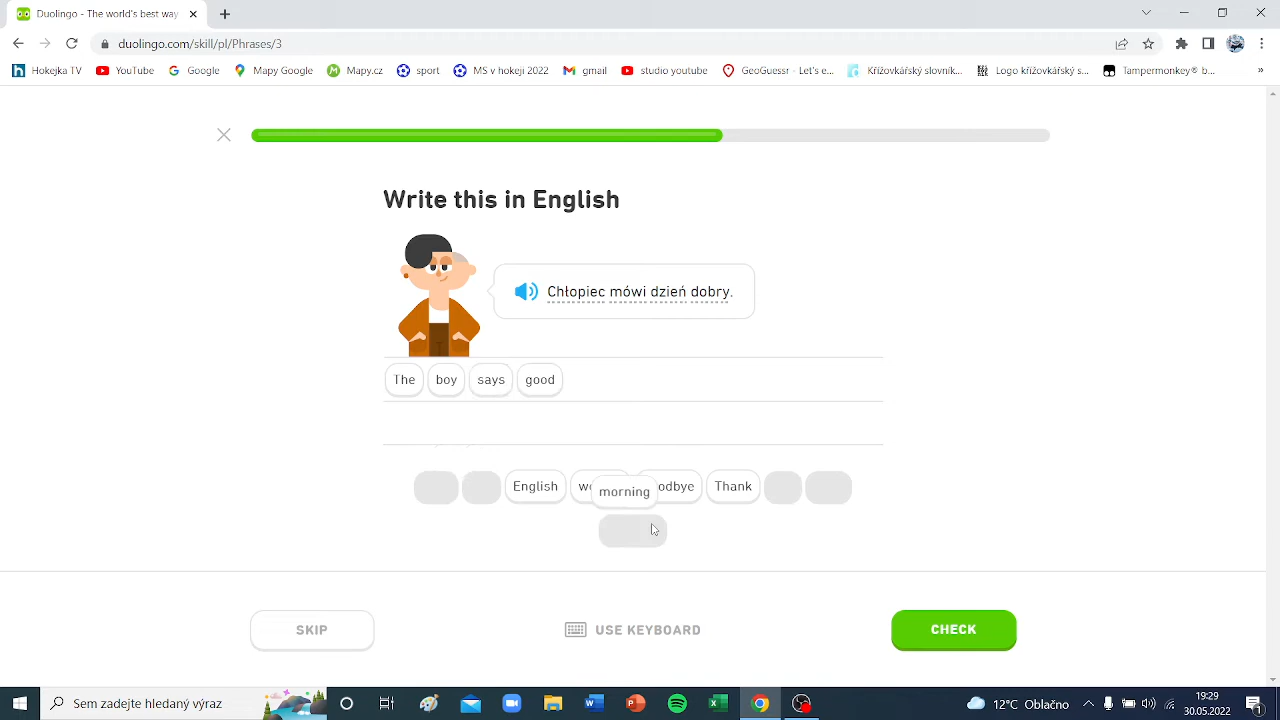 Duolingo - The world's best way
duolingo.com/skill/pl/Phrases/3
Hokejka TV YouTube Google Mapy Google Mapy.cz sport MS v hokeji 2022 gmail studio youtube GeoGuessr - Let's e... Křížovkářský slovník... Logo křížovkářský s... Tampermonkey® b... »
Write this in English
Chłopiec mówi dzień dobry.
The boy says good
English morning Thank
SKIP USE KEYBOARD CHECK
Sem zadejte hledaný výraz 12°C Oblačno 19:29
30.05.2022